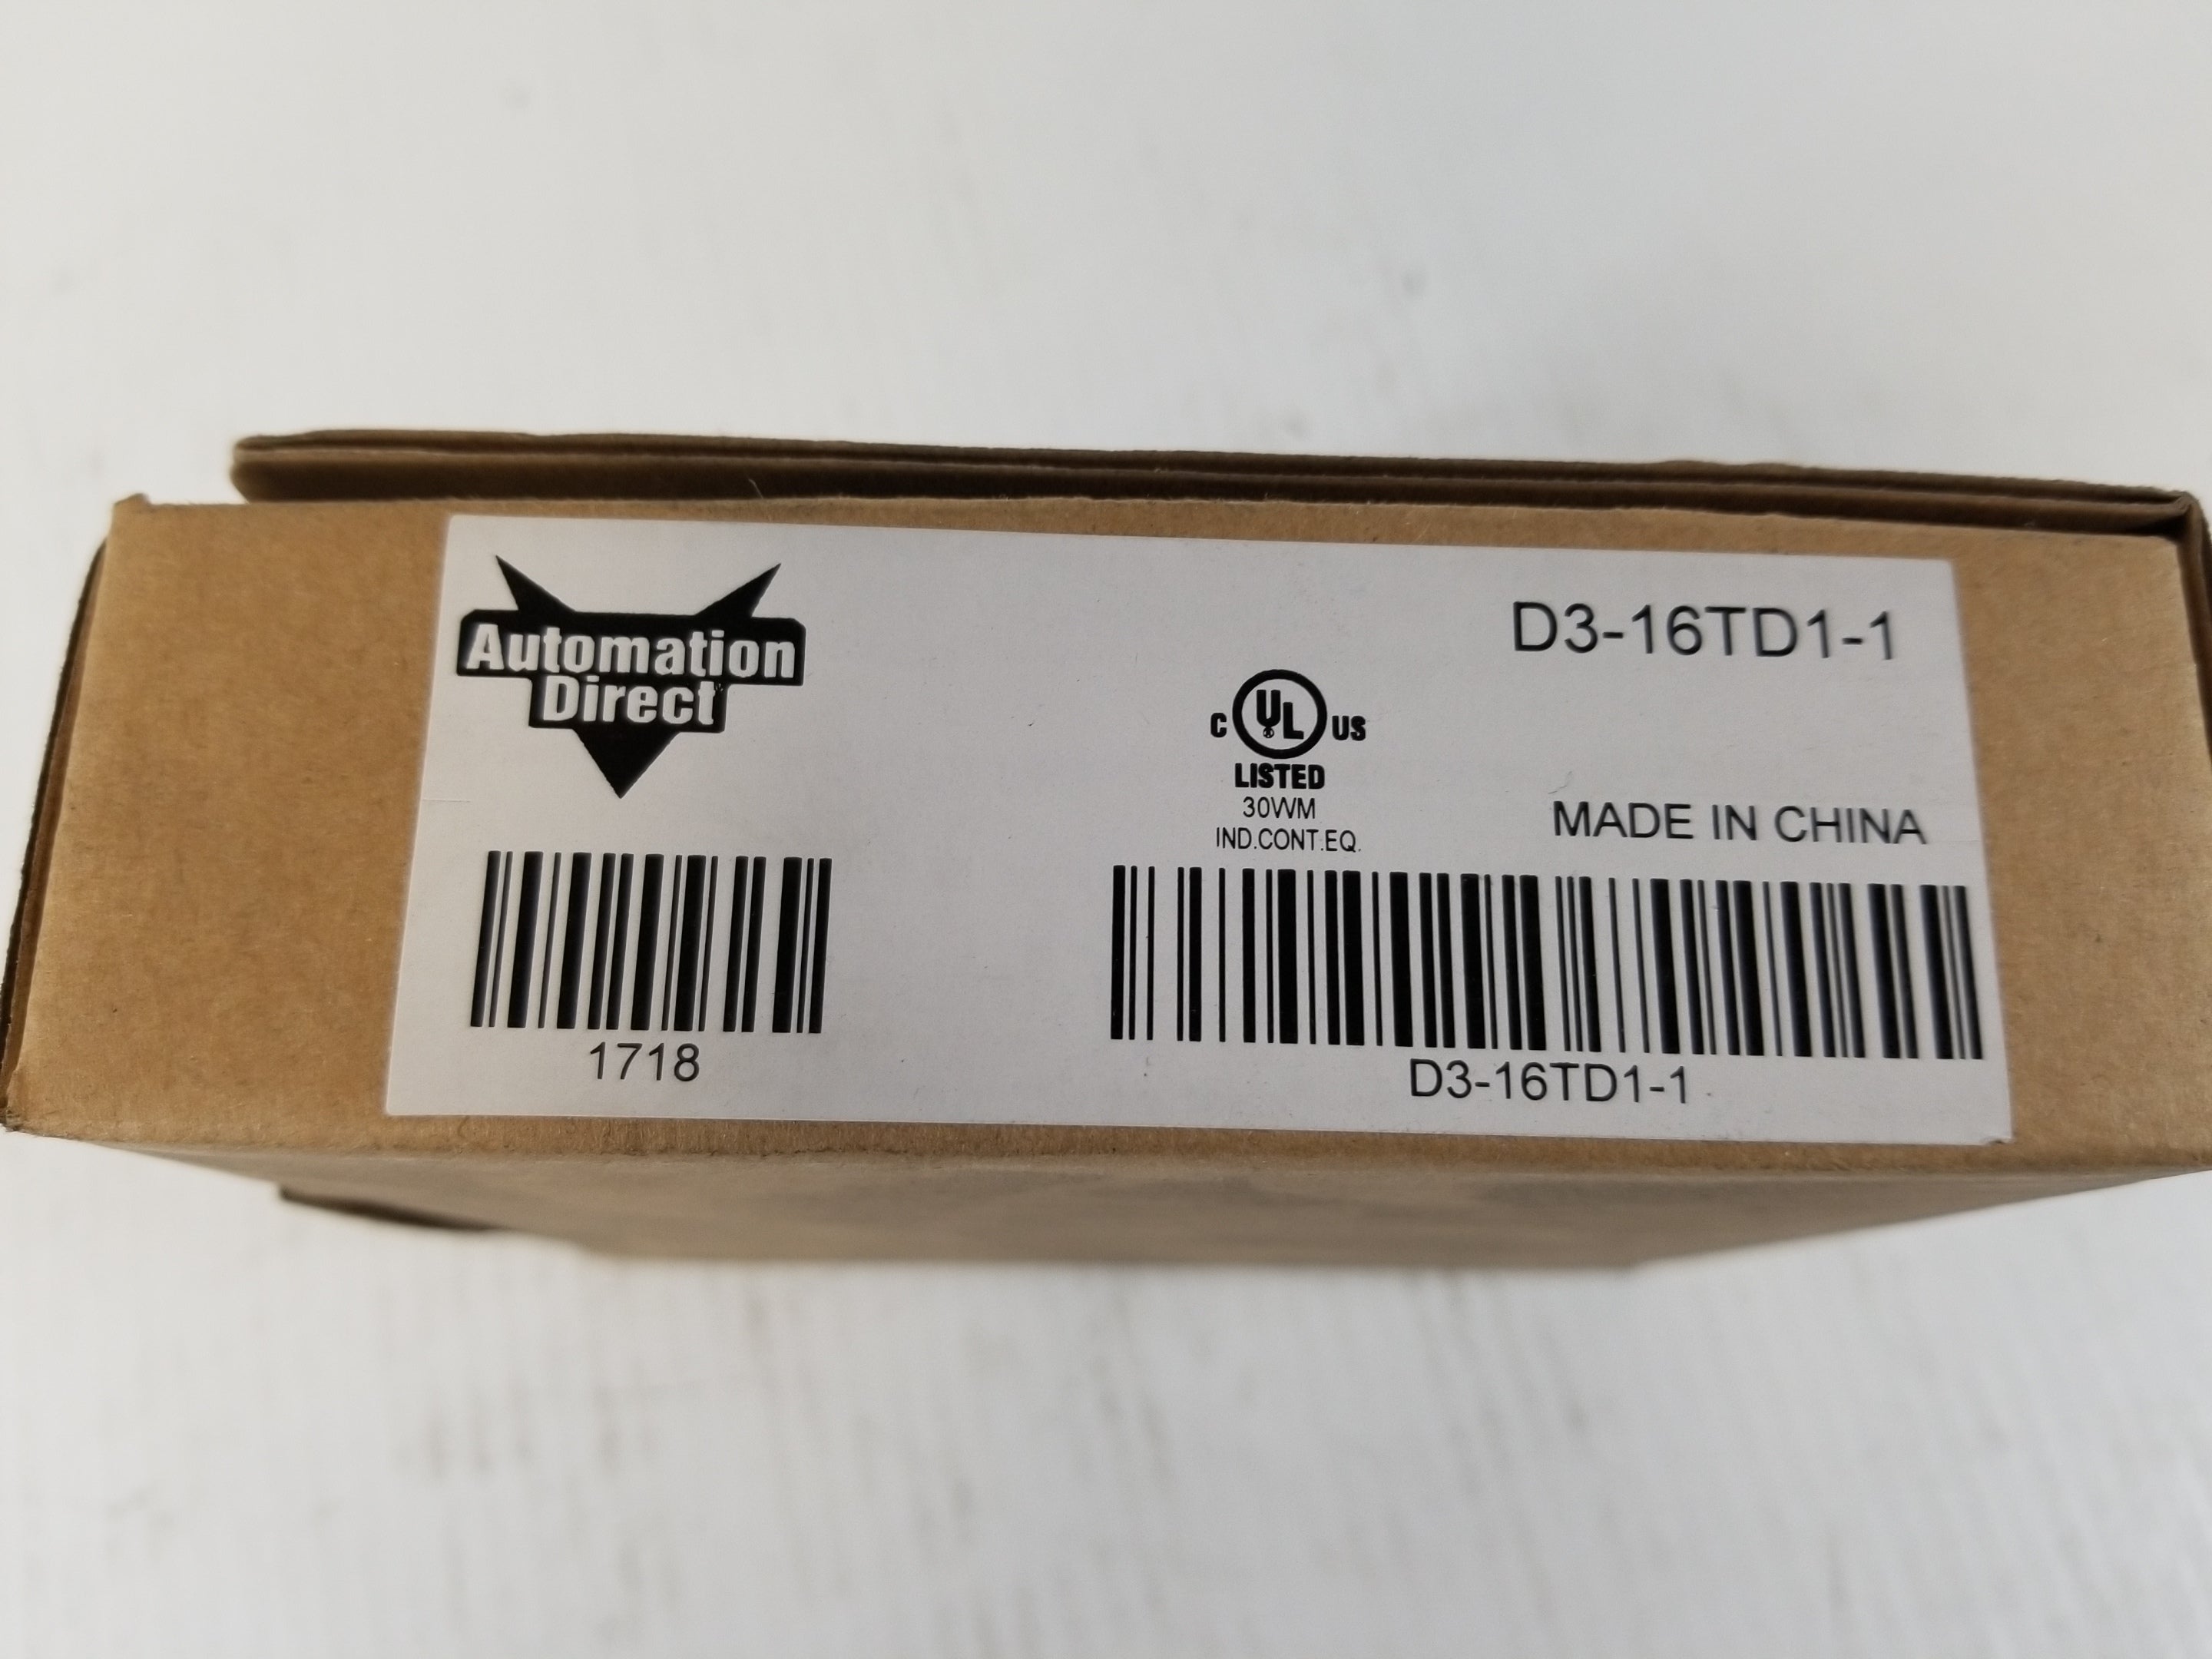 Automation
Direct
D3-16TD1-1
C UL US
LISTED
30WM
IND.CONT.EQ.
MADE IN CHINA
1718
D3-16TD1-1